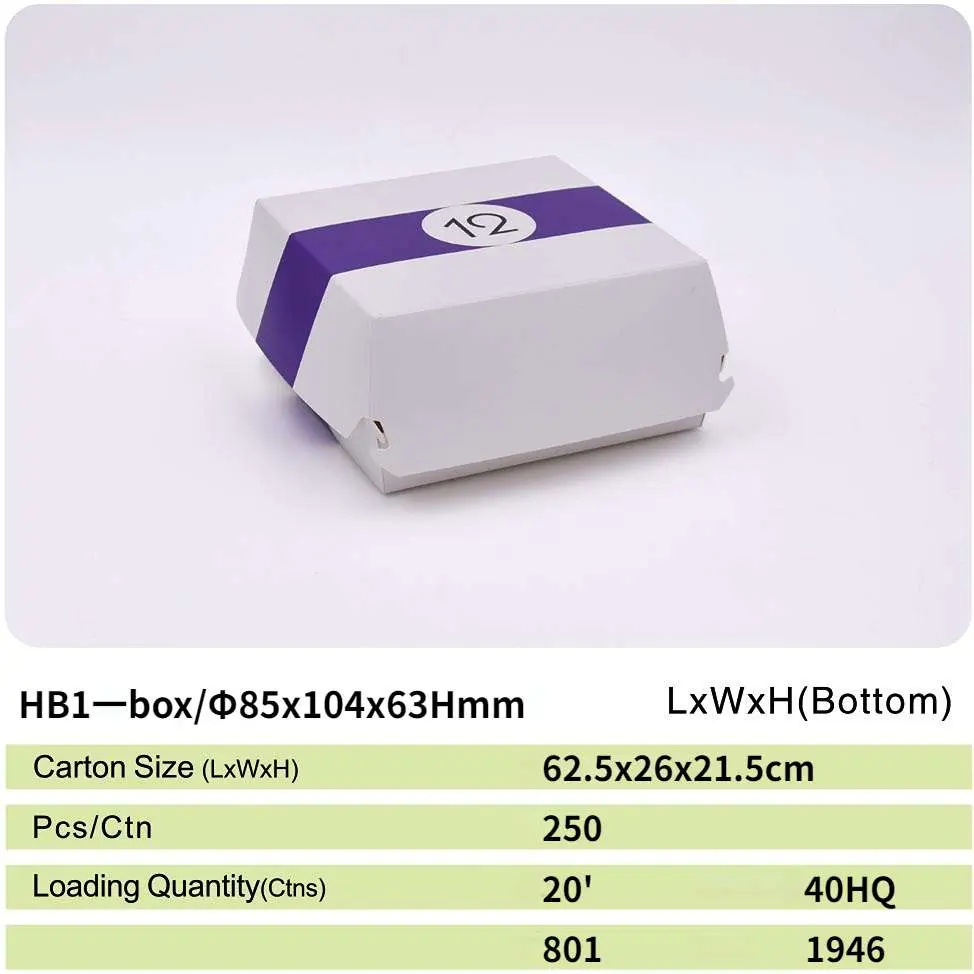 12
HB1一box/Φ85x104x63Hmm LxWxH(Bottom)
Carton Size (LxWxH) 62.5x26x21.5cm
Pcs/Ctn 250
Loading Quantity(Ctns) 20' 40HQ
801 1946